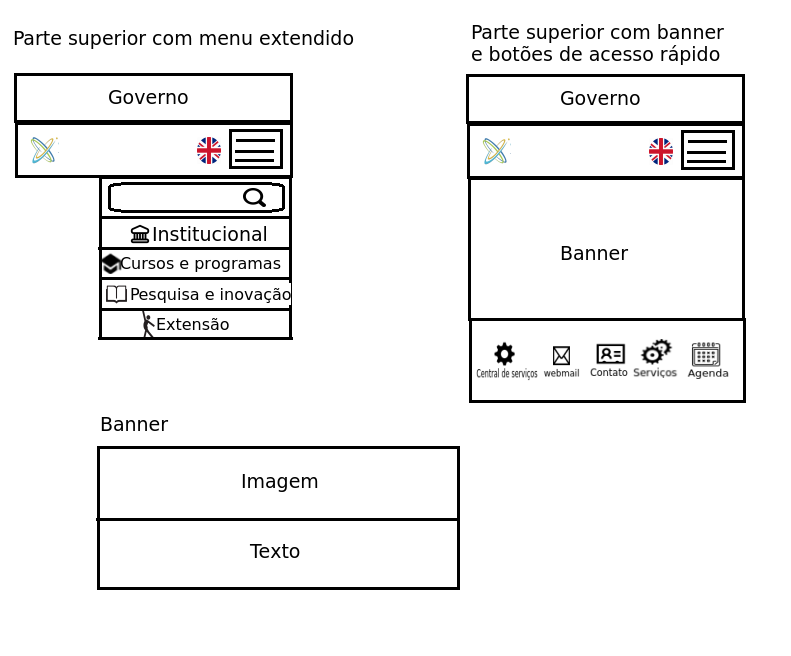 Parte superior com menu extendido
Governo
Institucional
Cursos e programas
Pesquisa e inovação
Extensão
Parte superior com banner
e botões de acesso rápido
Governo
Banner
Central de serviços
webmail
Contato
Serviços
Agenda
Banner
Imagem
Texto